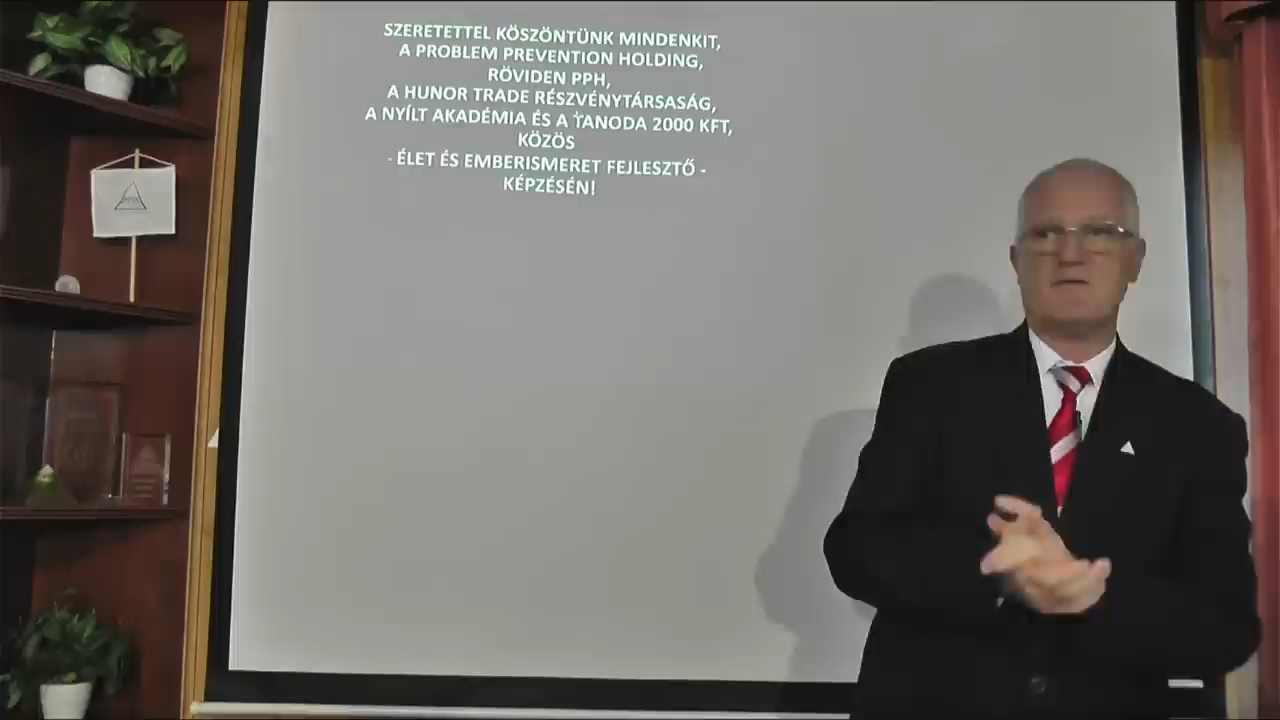 SZERETETTEL KÖSZÖNTÜNK MINDENKIT,
A PROBLEM PREVENTION HOLDING,
RÖVIDEN PPH,
A HUNOR TRADE RÉSZVÉNYTÁRSASÁG,
A NYÍLT AKADÉMIA ÉS A TANODA 2000 KFT,
KÖZÖS
- ÉLET ÉS EMBERISMERET FEJLESZTŐ -
KÉPZÉSÉN!